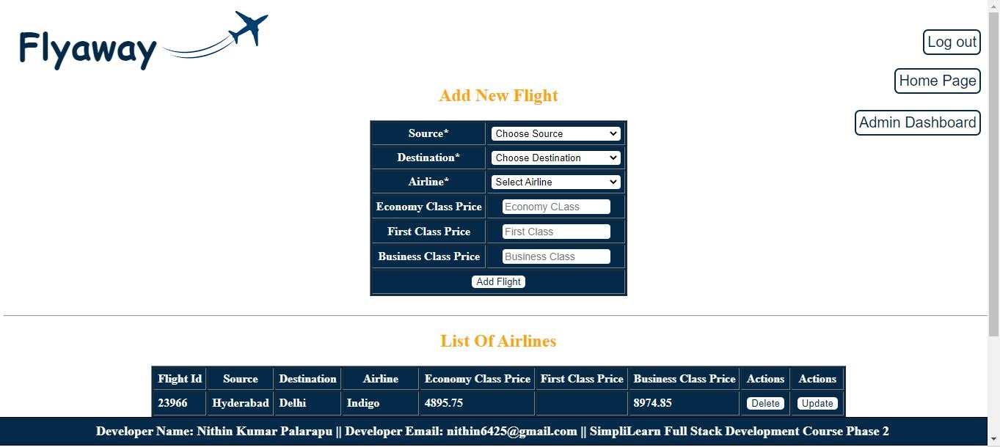 Flyaway
Log out
Home Page
Admin Dashboard
Add New Flight
Source* Choose Source
Destination* Choose Destination
Airline* Select Airline
Economy Class Price Economy CLass
First Class Price First Class
Business Class Price Business Class
Add Flight
List Of Airlines
Flight Id Source Destination Airline Economy Class Price First Class Price Business Class Price Actions Actions
23966 Hyderabad Delhi Indigo 4895.75 8974.85 Delete Update
Developer Name: Nithin Kumar Palarapu || Developer Email: nithin6425@gmail.com || SimpliLearn Full Stack Development Course Phase 2